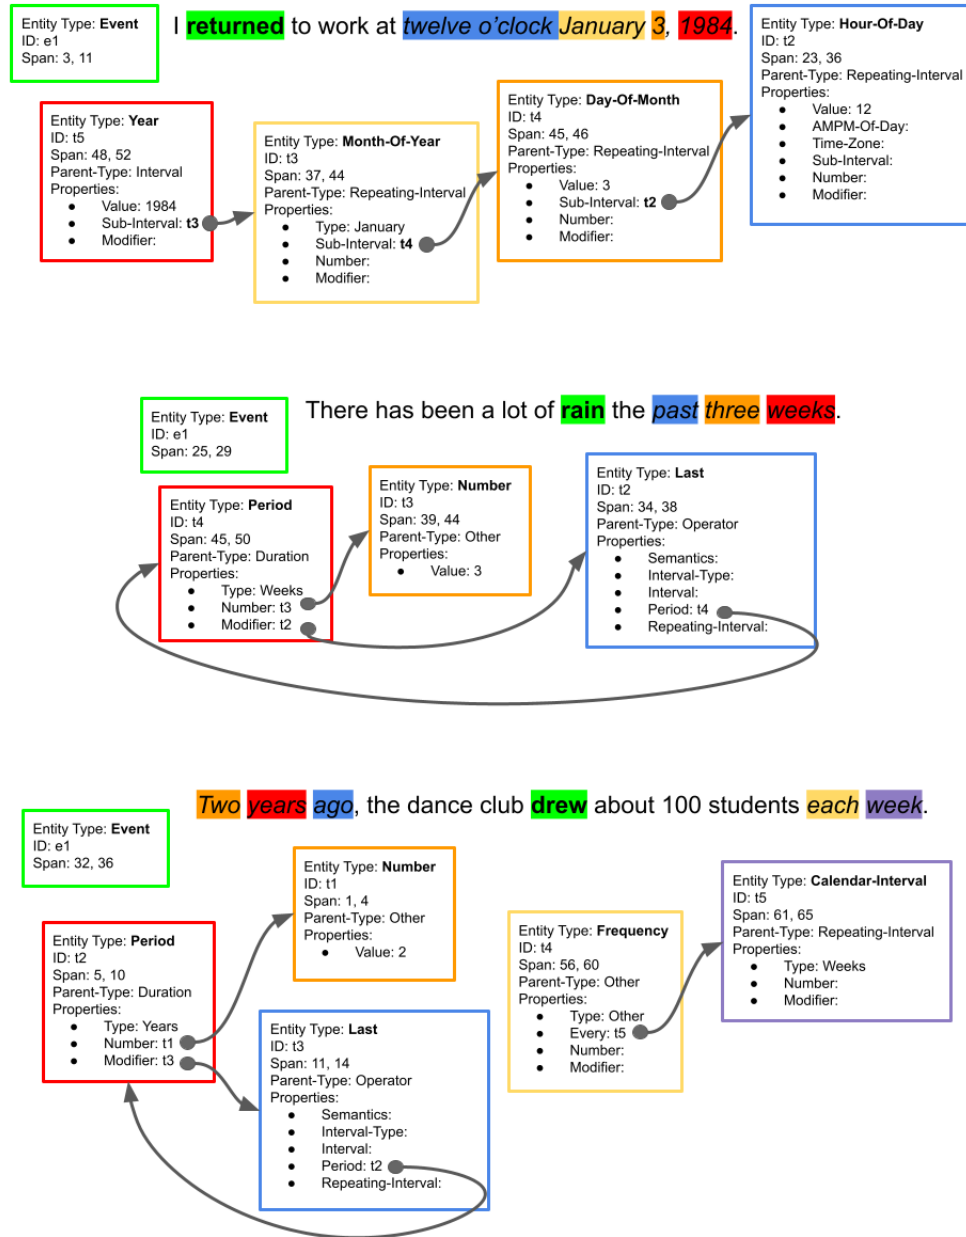 I returned to work at twelve o'clock January 3, 1984.
Entity Type: Event
ID: e1
Span: 3, 11
Entity Type: Year
ID: t5
Span: 48, 52
Parent-Type: Interval
Properties:
● Value: 1984
● Sub-Interval: t3
● Modifier:
Entity Type: Month-Of-Year
ID: t3
Span: 37, 44
Parent-Type: Repeating-Interval
Properties:
● Type: January
● Sub-Interval: t4
● Number:
● Modifier:
Entity Type: Day-Of-Month
ID: t4
Span: 45, 46
Parent-Type: Repeating-Interval
Properties:
● Value: 3
● Sub-Interval: t2
● Number:
● Modifier:
Entity Type: Hour-Of-Day
ID: t2
Span: 23, 36
Parent-Type: Repeating-Interval
Properties:
● Value: 12
● AMPM-Of-Day:
● Time-Zone:
● Sub-Interval:
● Number:
● Modifier:
There has been a lot of rain the past three weeks.
Entity Type: Event
ID: e1
Span: 25, 29
Entity Type: Period
ID: t4
Span: 45, 50
Parent-Type: Duration
Properties:
● Type: Weeks
● Number: t3
● Modifier: t2
Entity Type: Number
ID: t3
Span: 39, 44
Parent-Type: Other
Properties:
● Value: 3
Entity Type: Last
ID: t2
Span: 34, 38
Parent-Type: Operator
Properties:
● Semantics:
● Interval-Type:
● Interval:
● Period: t4
● Repeating-Interval:
Two years ago, the dance club drew about 100 students each week.
Entity Type: Event
ID: e1
Span: 32, 36
Entity Type: Period
ID: t2
Span: 5, 10
Parent-Type: Duration
Properties:
● Type: Years
● Number: t1
● Modifier: t3
Entity Type: Number
ID: t1
Span: 1, 4
Parent-Type: Other
Properties:
● Value: 2
Entity Type: Last
ID: t3
Span: 11, 14
Parent-Type: Operator
Properties:
● Semantics:
● Interval-Type:
● Interval:
● Period: t2
● Repeating-Interval:
Entity Type: Frequency
ID: t4
Span: 56, 60
Parent-Type: Other
Properties:
● Type: Other
● Every: t5
● Number:
● Modifier:
Entity Type: Calendar-Interval
ID: t5
Span: 61, 65
Parent-Type: Repeating-Interval
Properties:
● Type: Weeks
● Number:
● Modifier: